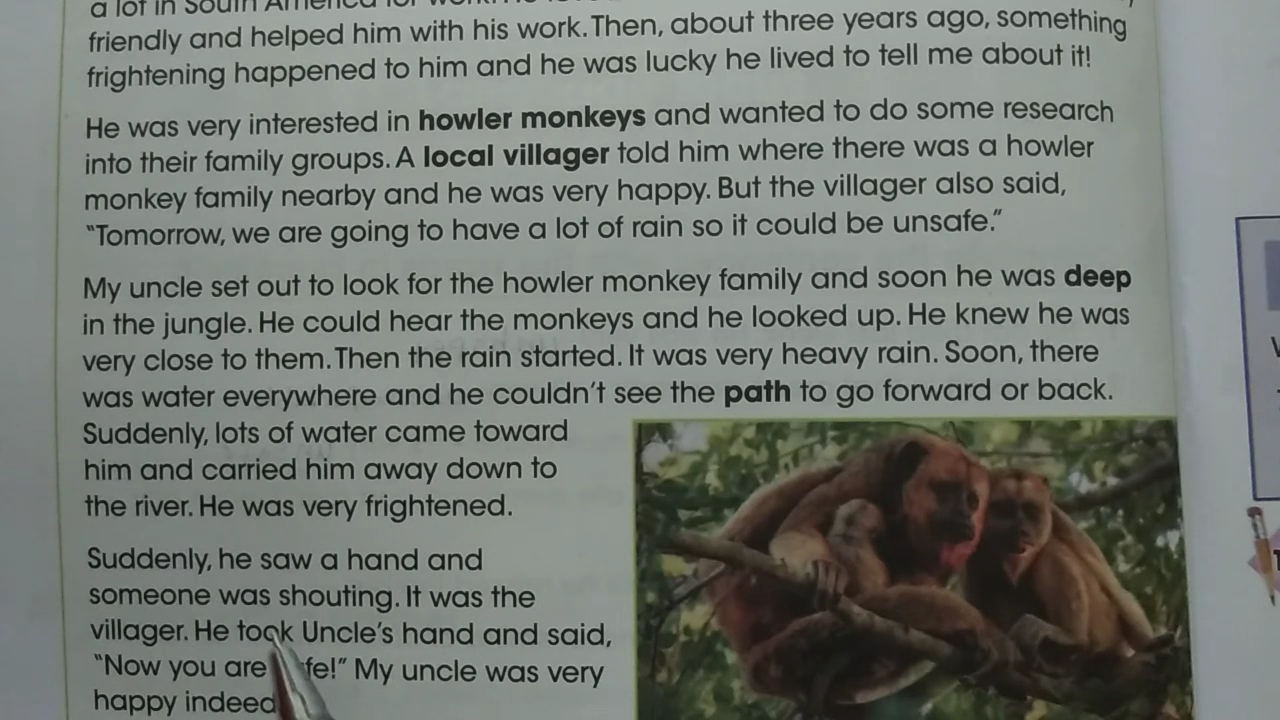 a lot in South America for work.
friendly and helped him with his work. Then, about three years ago, something
frightening happened to him and he was lucky he lived to tell me about it!
He was very interested in howler monkeys and wanted to do some research
into their family groups. A local villager told him where there was a howler
monkey family nearby and he was very happy. But the villager also said,
"Tomorrow, we are going to have a lot of rain so it could be unsafe."
My uncle set out to look for the howler monkey family and soon he was deep
in the jungle. He could hear the monkeys and he looked up. He knew he was
very close to them. Then the rain started. It was very heavy rain. Soon, there
was water everywhere and he couldn't see the path to go forward or back.
Suddenly, lots of water came toward
him and carried him away down to
the river. He was very frightened.
Suddenly, he saw a hand and
someone was shouting. It was the
villager. He took Uncle's hand and said,
"Now you are fe!" My uncle was very
happy indeed